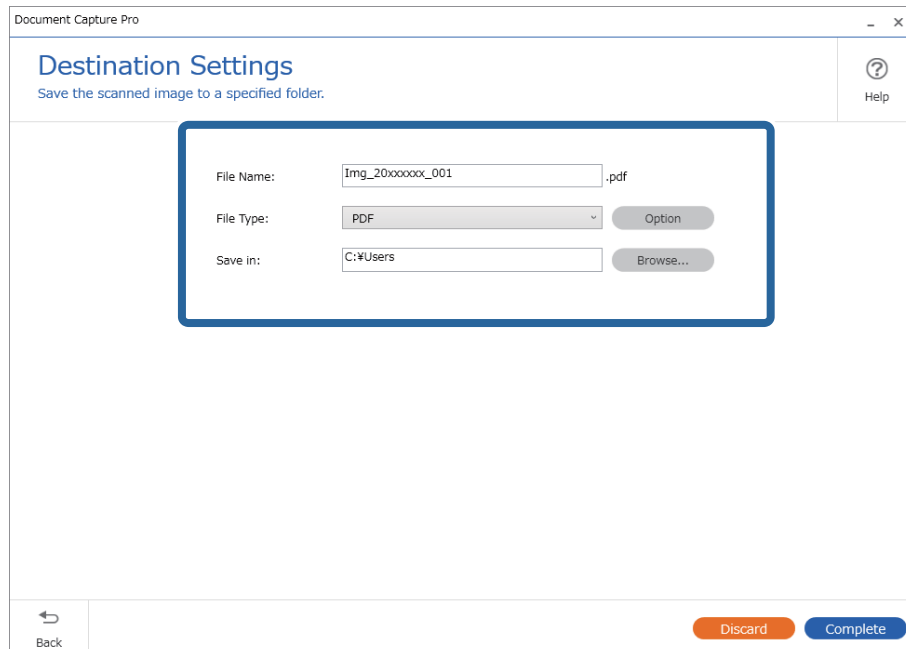 Document Capture Pro
Destination Settings
Save the scanned image to a specified folder.
Help
File Name:
Img_20xxxxxx_001
.pdf
File Type:
PDF
Option
Save in:
C:¥Users
Browse...
Back
Discard
Complete